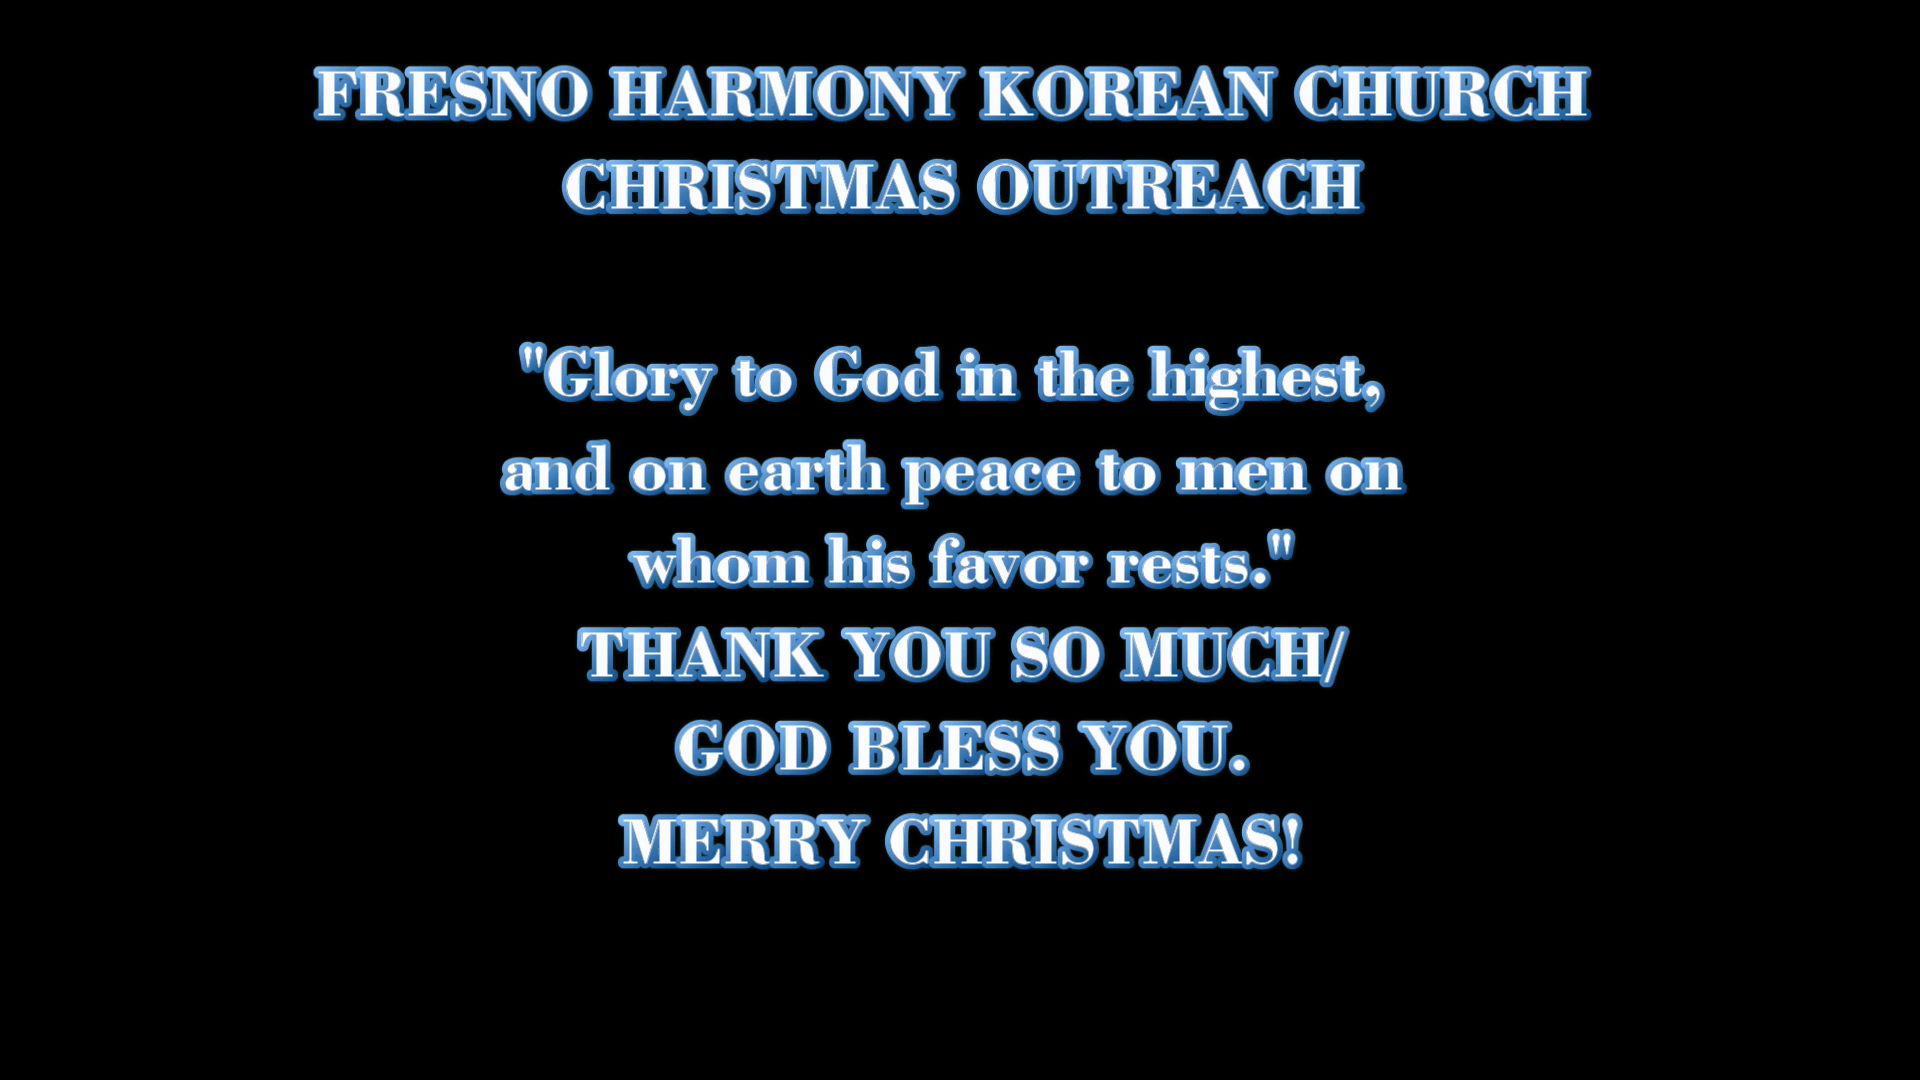 FRESNO HARMONY KOREAN CHURCH
CHRISTMAS OUTREACH
"Glory to God in the highest,
and on earth peace to men on
whom his favor rests."
THANK YOU SO MUCH/
GOD BLESS YOU.
MERRY CHRISTMAS!